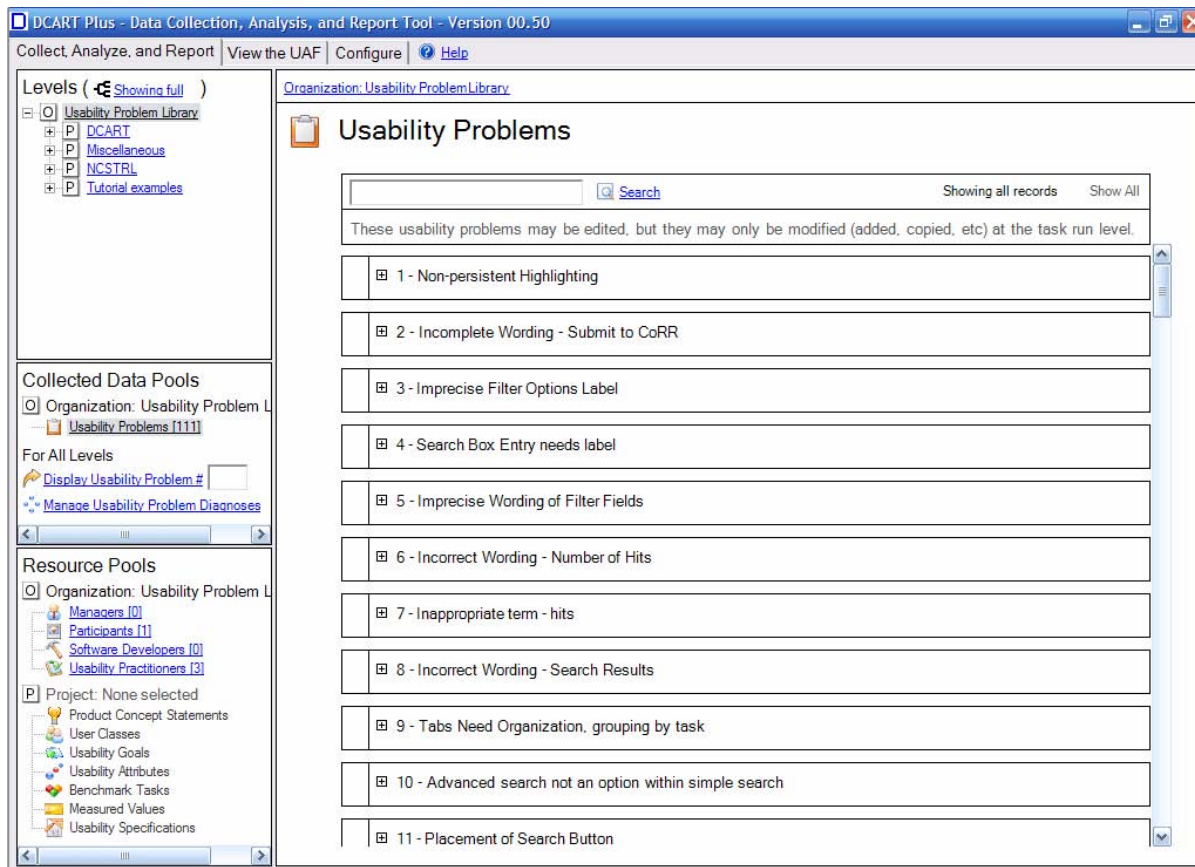 DCART Plus - Data Collection, Analysis, and Report Tool - Version 00.50
Collect, Analyze, and Report View the UAF Configure Help
Levels ( Showing full )
O Usability Problem Library
P DCART
P Miscellaneous
P NCSTRL
P Tutorial examples
Collected Data Pools
O Organization: Usability Problem L
Usability Problems [111]
For All Levels
Display Usability Problem #
Manage Usability Problem Diagnoses
Resource Pools
O Organization: Usability Problem L
Managers [0]
Participants [1]
Software Developers [0]
Usability Practitioners [3]
P Project: None selected
Product Concept Statements
User Classes
Usability Goals
Usability Attributes
Benchmark Tasks
Measured Values
Usability Specifications
Organization: Usability Problem Library
Usability Problems
Search Showing all records Show All
These usability problems may be edited, but they may only be modified (added, copied, etc) at the task run level.
1 - Non-persistent Highlighting
2 - Incomplete Wording - Submit to CoRR
3 - Imprecise Filter Options Label
4 - Search Box Entry needs label
5 - Imprecise Wording of Filter Fields
6 - Incorrect Wording - Number of Hits
7 - Inappropriate term - hits
8 - Incorrect Wording - Search Results
9 - Tabs Need Organization, grouping by task
10 - Advanced search not an option within simple search
11 - Placement of Search Button